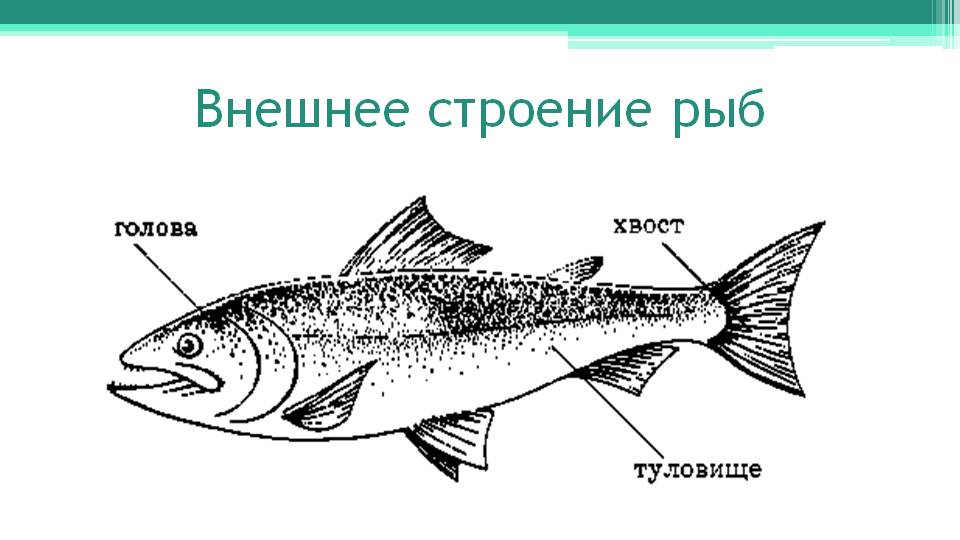 Внешнее строение рыб
голова
хвост
туловище